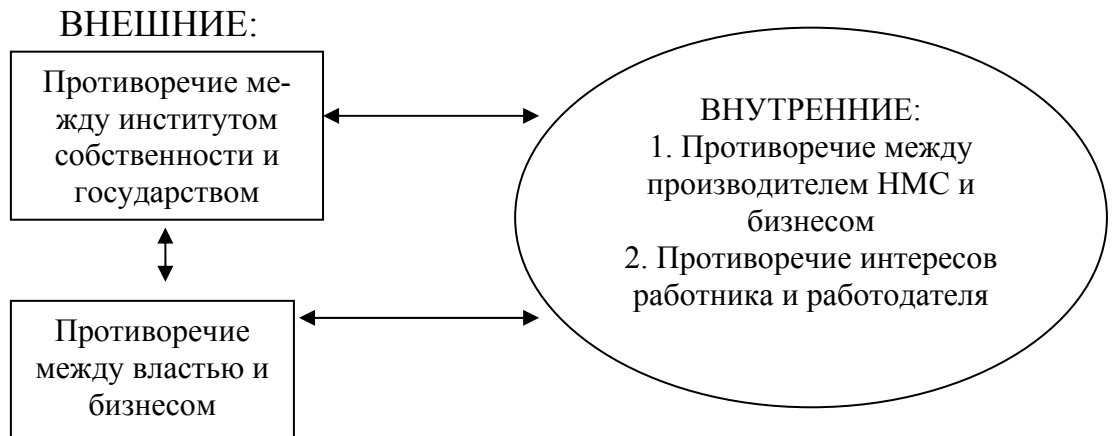 ВНЕШНИЕ:
Противоречие ме-
жду институтом
собственности и
государством
Противоречие
между властью и
бизнесом
ВНУТРЕННИЕ:
1. Противоречие между
производителем НМС и
бизнесом
2. Противоречие интересов
работника и работодателя